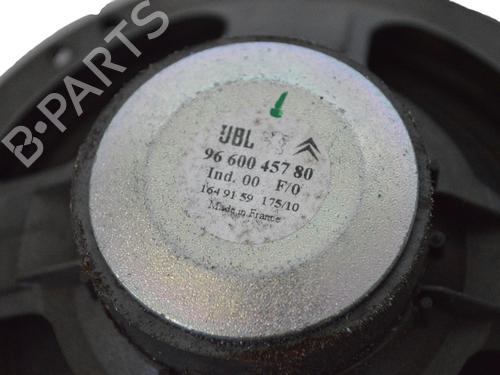 B-PARTS
JBL
96 600 457 80
Ind. 00 F/0
164 91 59 175/10
Made in France